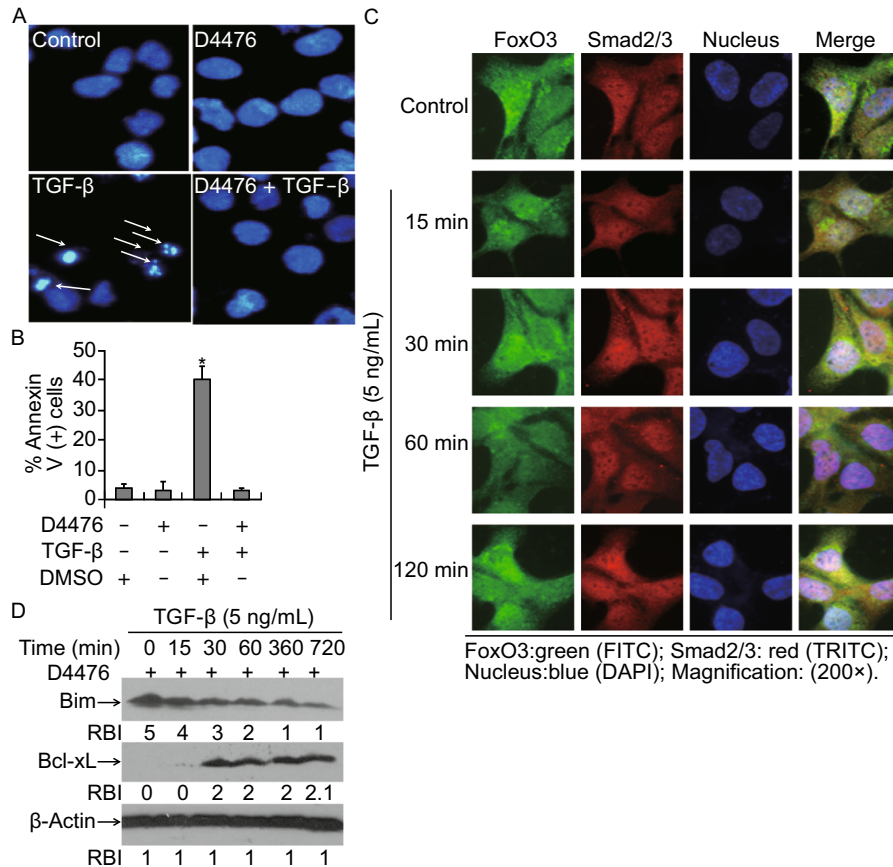 A
Control
D4476
TGF-β
D4476 + TGF-β
B
% Annexin
V (+) cells
50
40
30
20
10
0
*
D4476 – + – +
TGF-β – – + +
DMSO + – + –
C
FoxO3 Smad2/3 Nucleus Merge
Control
TGF-β (5 ng/mL)
15 min
30 min
60 min
120 min
FoxO3:green (FITC); Smad2/3: red (TRITC);
Nucleus:blue (DAPI); Magnification: (200×).
D
TGF-β (5 ng/mL)
Time (min) 0 15 30 60 360 720
D4476 + + + + + +
Bim
RBI 5 4 3 2 1 1
Bcl-xL
RBI 0 0 2 2 2 2.1
β-Actin
RBI 1 1 1 1 1 1